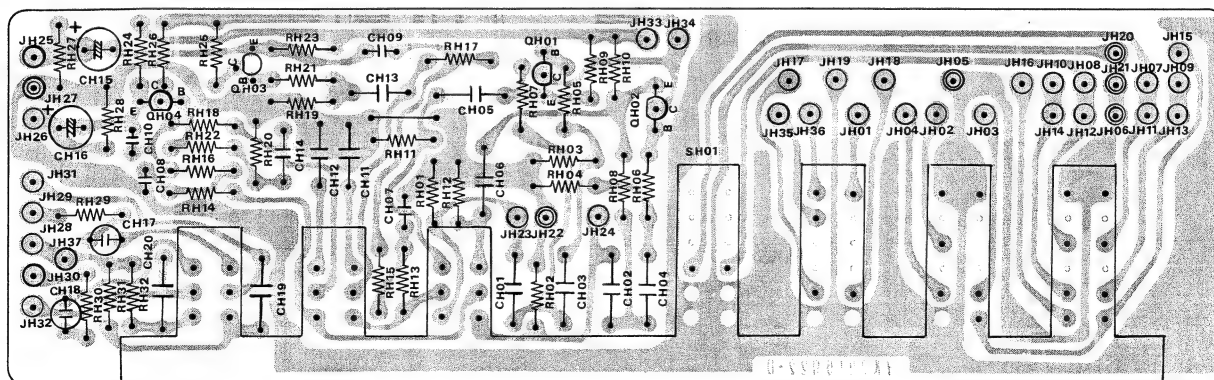 JH25
RH27
CH15
RH24
RH26
RH25
E
C
B
QH03
RH23
RH21
RH19
CH09
CH13
RH17
CH05
QH01
B
C
E
RH07
RH05
RH09
RH10
JH33
JH34
QH02
E
C
B
JH17
JH19
JH18
JH05
JH16
JH10
JH08
JH20
JH21
JH07
JH15
JH09
JH27
JH26
CH16
RH28
C
B
E
QH04
CH10
RH18
RH22
RH16
RH14
CH08
RH20
CH14
CH12
CH11
RH11
CH06
RH03
RH04
RH08
RH06
SH01
JH35
JH36
JH01
JH04
JH02
JH03
JH14
JH12
JH06
JH11
JH13
JH31
JH29
JH28
RH29
CH17
JH37
JH30
CH18
JH32
RH30
RH31
RH32
CH20
CH19
CH07
RH01
RH12
RH15
RH13
JH23
JH22
JH24
CH01
RH02
CH03
CH02
CH04